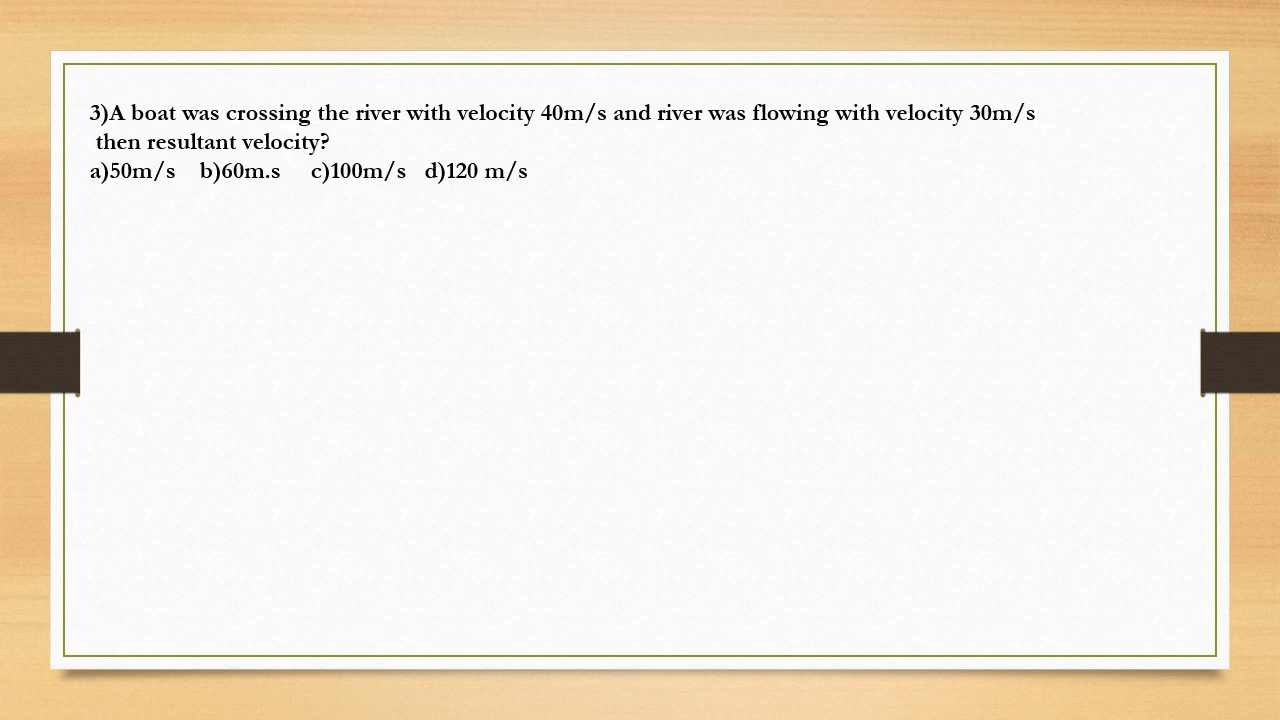 3)A boat was crossing the river with velocity 40m/s and river was flowing with velocity 30m/s
then resultant velocity?
a)50m/s b)60m.s c)100m/s d)120 m/s